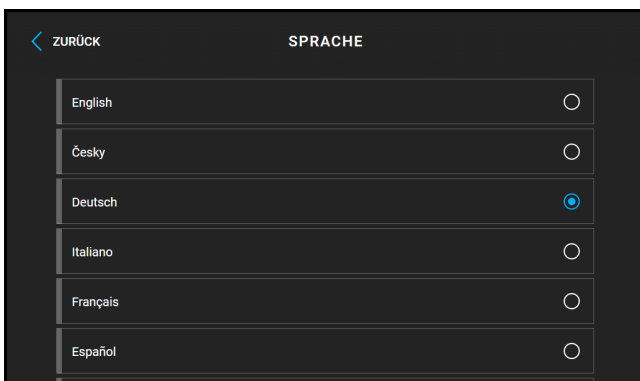 ZURÜCK SPRACHE
English
Česky
Deutsch
Italiano
Français
Español